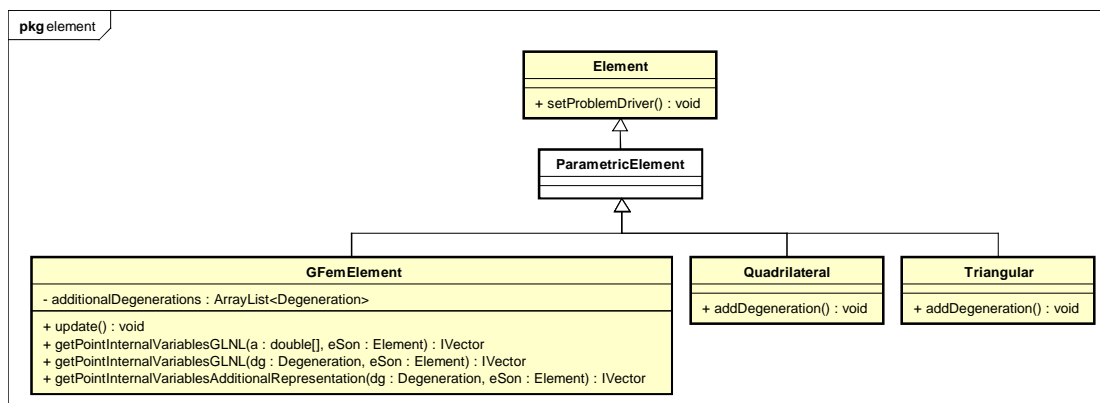 pkg element
Element
+ setProblemDriver() : void
ParametricElement
GFemElement
- additionalDegenerations : ArrayList<Degeneration>
+ update() : void
+ getPointInternalVariablesGLNL(a : double[], eSon : Element) : IVector
+ getPointInternalVariablesGLNL(dg : Degeneration, eSon : Element) : IVector
+ getPointInternalVariablesAdditionalRepresentation(dg : Degeneration, eSon : Element) : IVector
Quadrilateral
+ addDegeneration() : void
Triangular
+ addDegeneration() : void